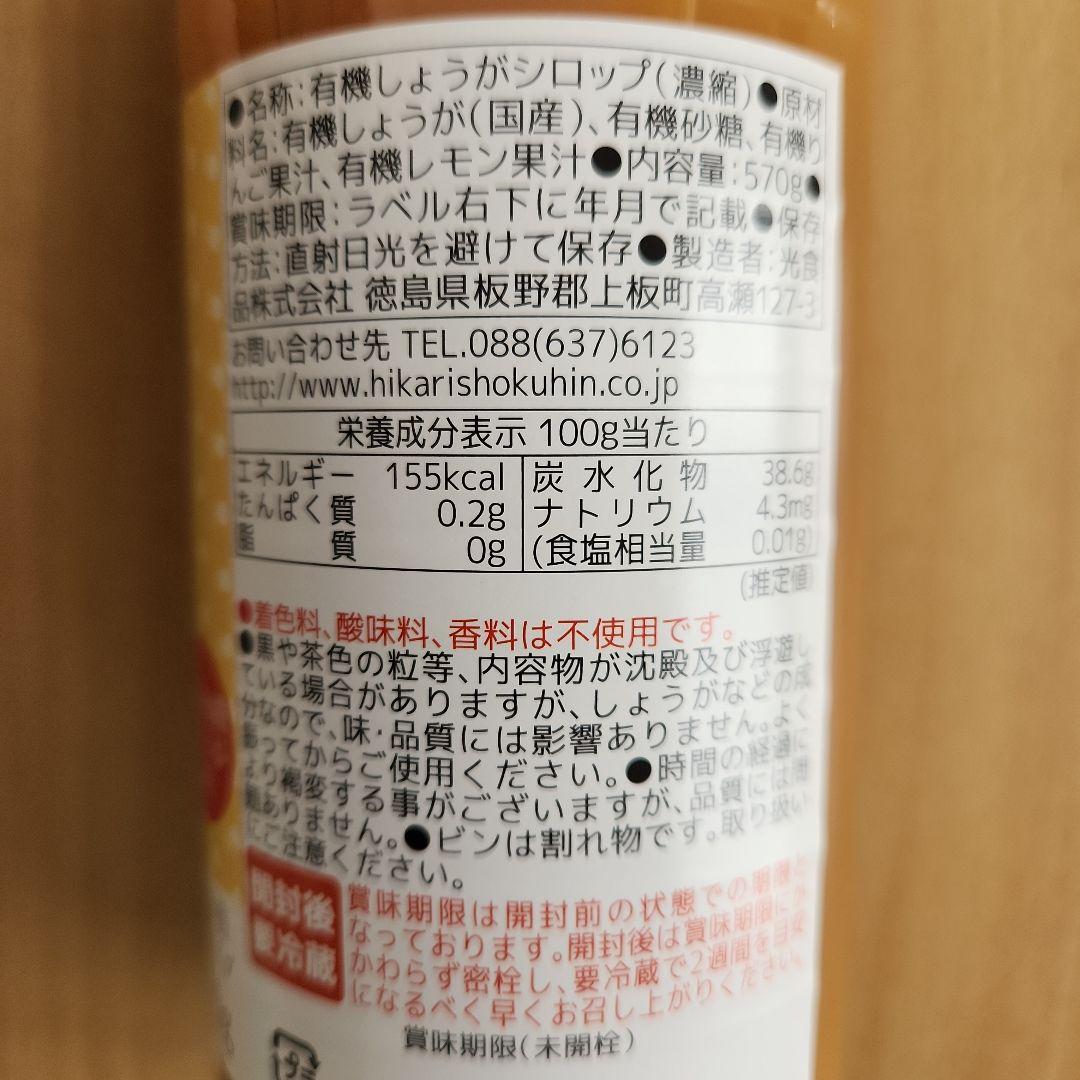 ●名称：有機しょうがシロップ（濃縮）●原材
料名：有機しょうが（国産）、有機砂糖、有機り
んご果汁、有機レモン果汁●内容量：570g●
賞味期限：ラベル右下に年月で記載●保存
方法：直射日光を避けて保存●製造者：光食
品株式会社 徳島県板野郡上板町高瀬127-3
お問い合わせ先 TEL.088(637)6123
http://www.hikarishokuhin.co.jp
栄養成分表示 100g当たり
エネルギー 155kcal 炭水化物 38.6g
たんぱく質 0.2g ナトリウム 4.3mg
脂質 0g (食塩相当量 0.01g)
(推定値)
●着色料、酸味料、香料は不使用です。
●黒や茶色の粒等、内容物が沈殿及び浮遊し
ている場合がありますが、しょうがなどの成
分なので、味・品質には影響ありません。よく
振ってからご使用ください。●時間の経過に
より褐変する事がございますが、品質には問
題ありません。●ビンは割れ物です。取り扱い
にご注意ください。
開封後
要冷蔵
賞味期限は開封前の状態での期限と
なっております。開封後は賞味期限にか
かわらず密栓し、要冷蔵で2週間を目安
になるべく早くお召し上がりください。
賞味期限（未開栓）